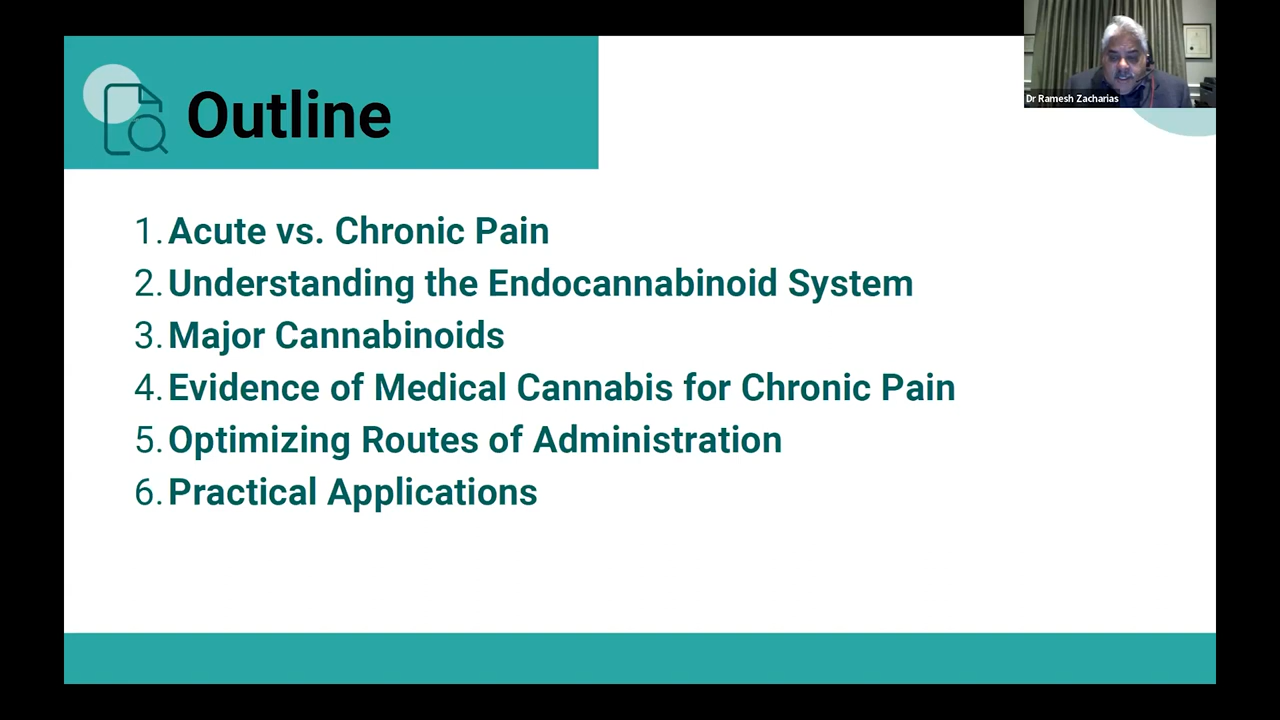 Outline
Dr Ramesh Zacharias
1. Acute vs. Chronic Pain
2. Understanding the Endocannabinoid System
3. Major Cannabinoids
4. Evidence of Medical Cannabis for Chronic Pain
5. Optimizing Routes of Administration
6. Practical Applications